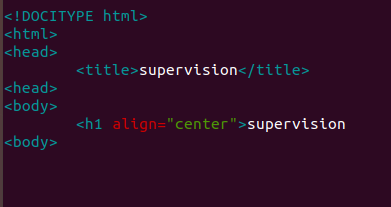 <!DOCITYPE html>
<html>
<head>
<title>supervision</title>
<head>
<body>
<h1 align="center">supervision
<body>